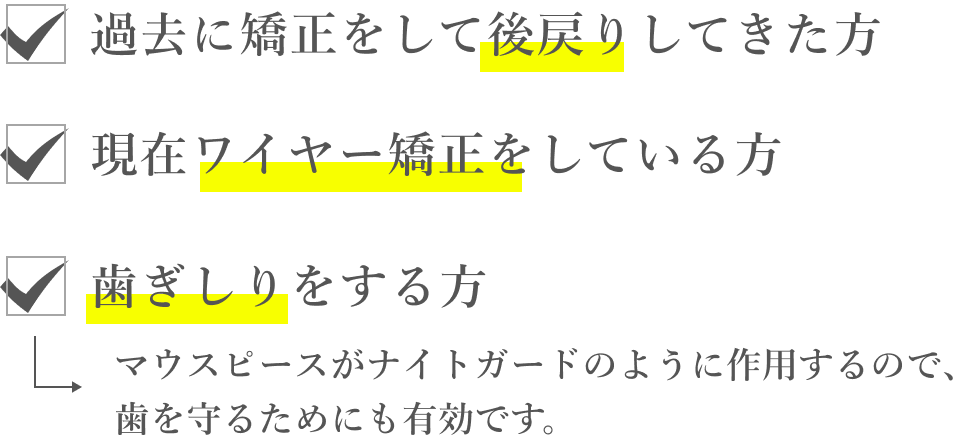 過去に矯正をして後戻りしてきた方
現在ワイヤー矯正をしている方
歯ぎしりをする方
マウスピースがナイトガードのように作用するので、
歯を守るためにも有効です。